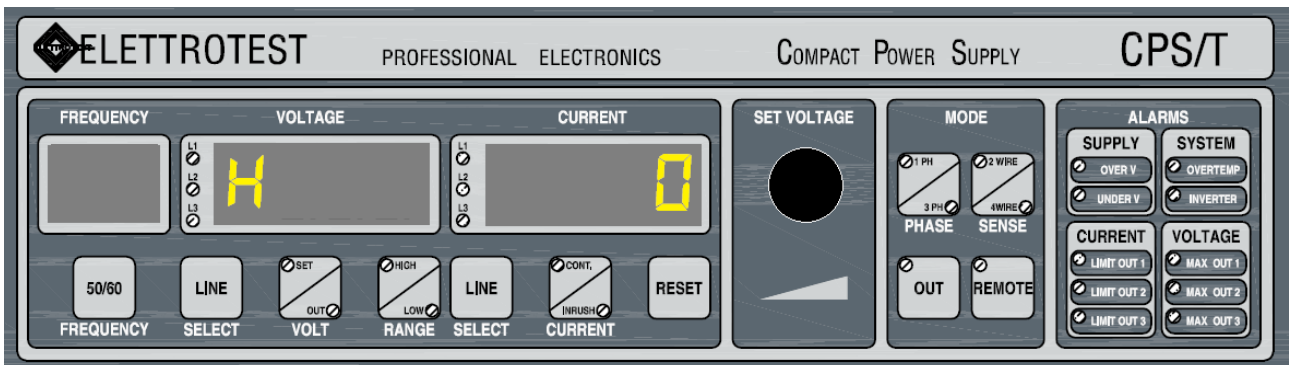 ELETTROTEST PROFESSIONAL ELECTRONICS COMPACT POWER SUPPLY CPS/T
FREQUENCY VOLTAGE CURRENT SET VOLTAGE MODE ALARMS
SUPPLY SYSTEM
L1 L1
OVER V OVERTEMP
1 PH 2 WIRE
L2 H L2 0
UNDER V INVERTER
L3 L3
3 PH 4WIRE
PHASE SENSE
CURRENT VOLTAGE
SET HIGH CONT,
LIMIT OUT 1 MAX OUT 1
50/60 LINE LINE RESET OUT REMOTE
LIMIT OUT 2 MAX OUT 2
OUT LOW INRUSH
LIMIT OUT 3 MAX OUT 3
FREQUENCY SELECT VOLT RANGE SELECT CURRENT